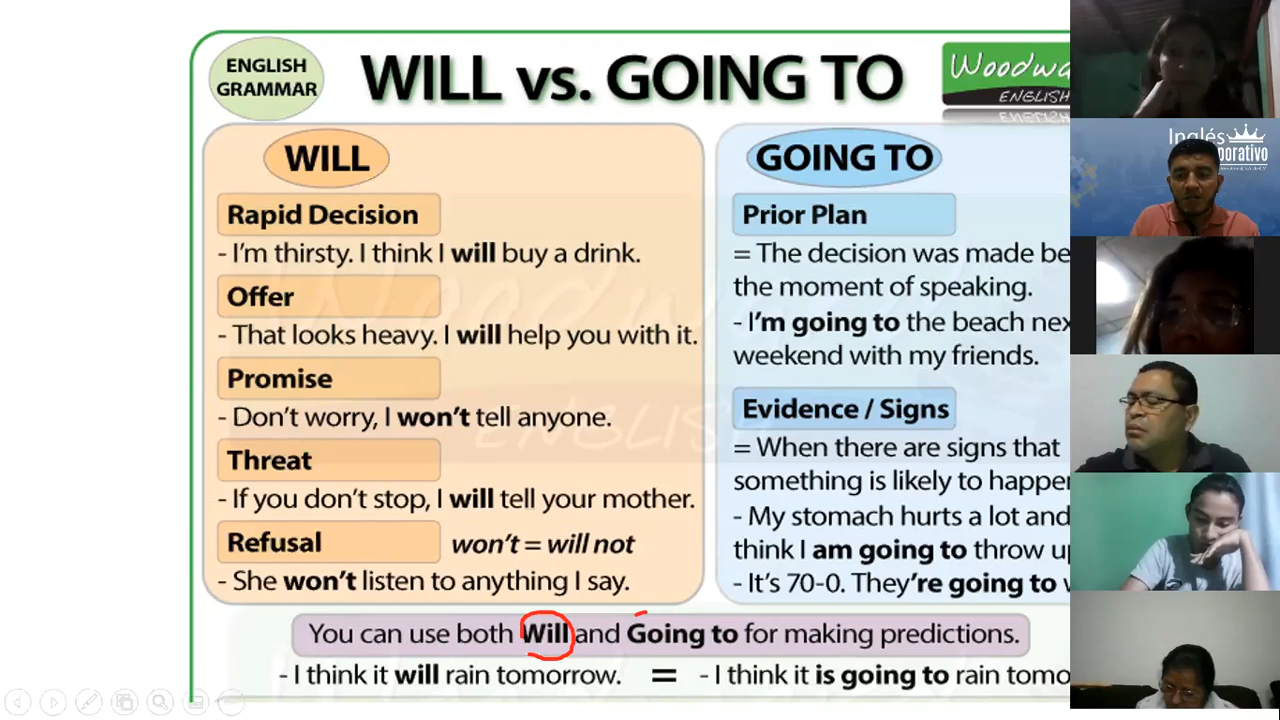 ENGLISH
GRAMMAR
WILL vs. GOING TO
Woodwa
ENGLISH
Inglés
porativo
WILL
Rapid Decision
- I'm thirsty. I think I will buy a drink.
Offer
- That looks heavy. I will help you with it.
Promise
- Don't worry, I won't tell anyone.
Threat
- If you don't stop, I will tell your mother.
Refusal won't = will not
- She won't listen to anything I say.
GOING TO
Prior Plan
= The decision was made be
the moment of speaking.
- I'm going to the beach nex
weekend with my friends.
Evidence / Signs
= When there are signs that
something is likely to happen
- My stomach hurts a lot and
think I am going to throw up
- It's 70-0. They're going to w
You can use both Will and Going to for making predictions.
- I think it will rain tomorrow. = - I think it is going to rain tomo